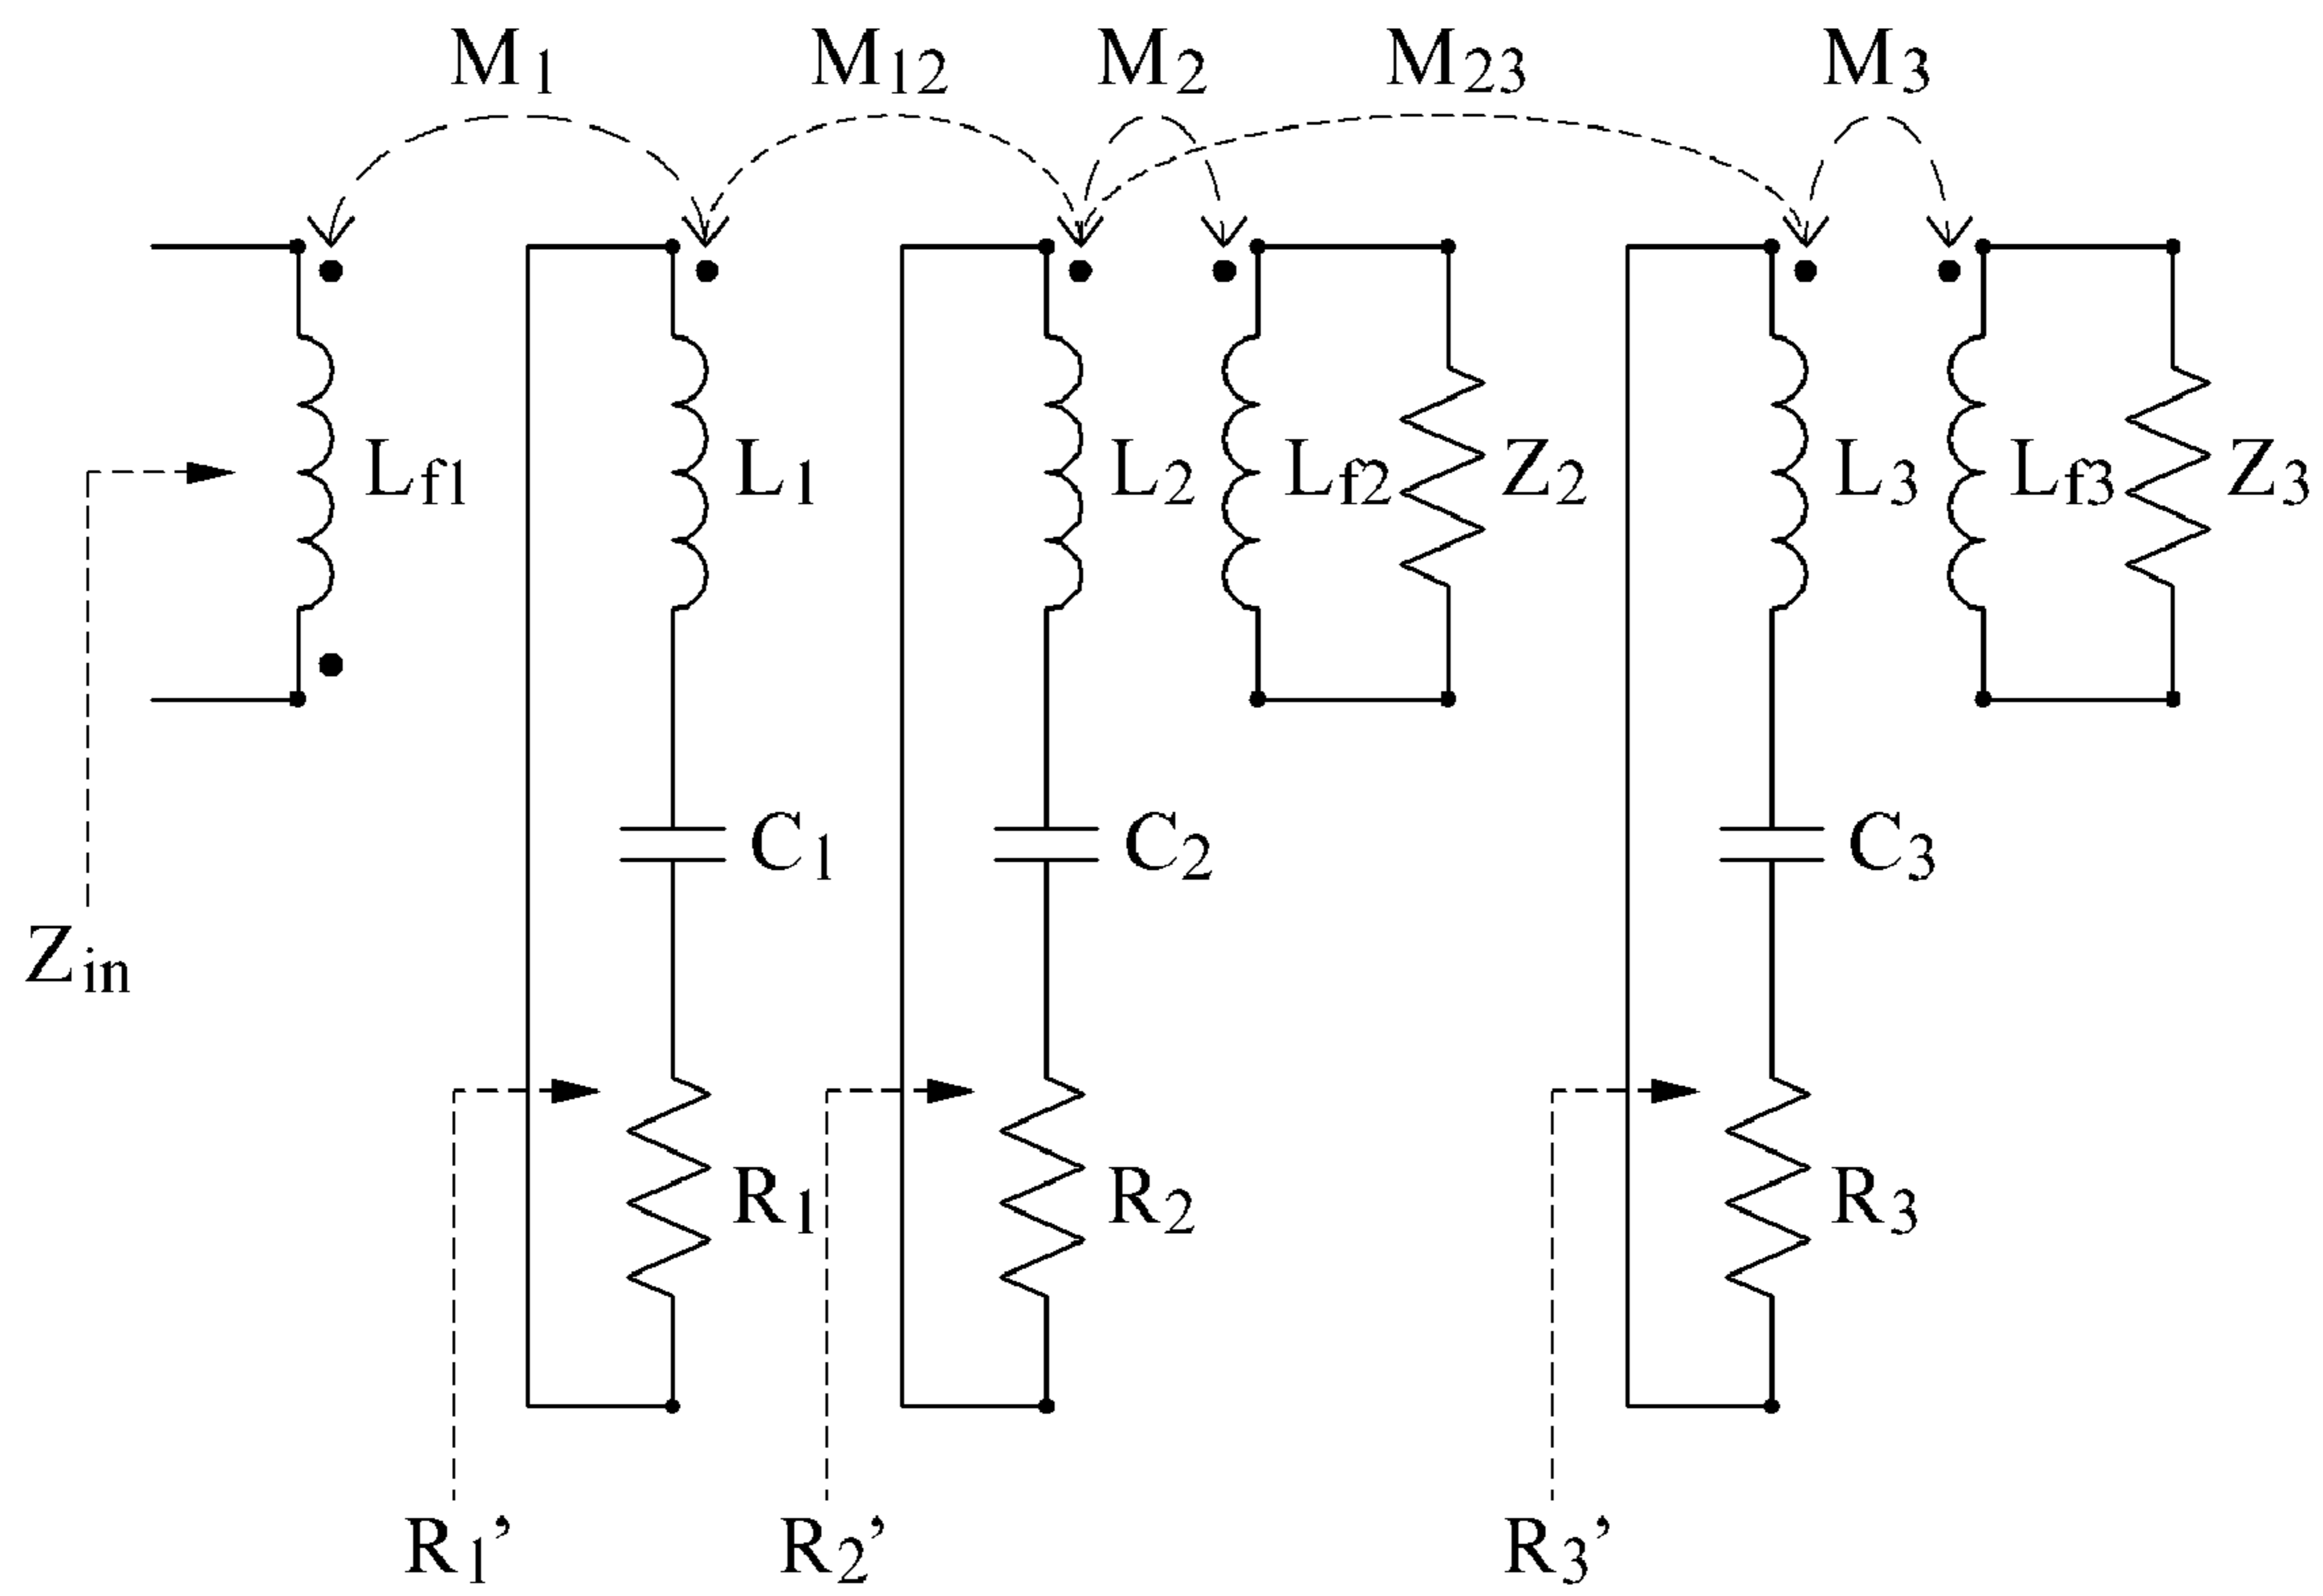 M1 M12 M2 M23 M3
Lf1 L1 L2 Lf2 Z2 L3 Lf3 Z3
C1 C2 C3
Zin
R1 R2 R3
R1’ R2’ R3’